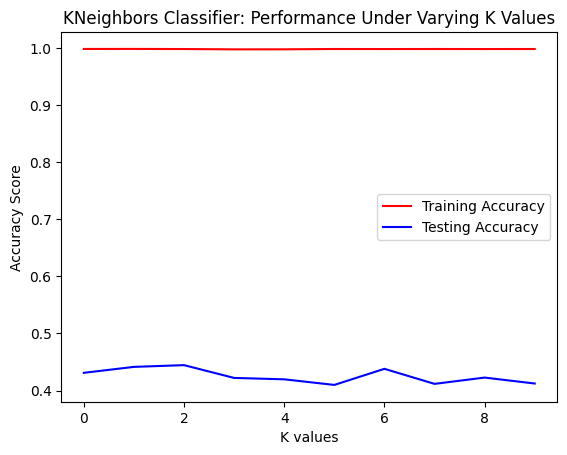 KNeighbors Classifier: Performance Under Varying K Values
1.0
0.9
0.8
0.7
0.6
0.5
0.4
Accuracy Score
Training Accuracy
Testing Accuracy
0 2 4 6 8
K values